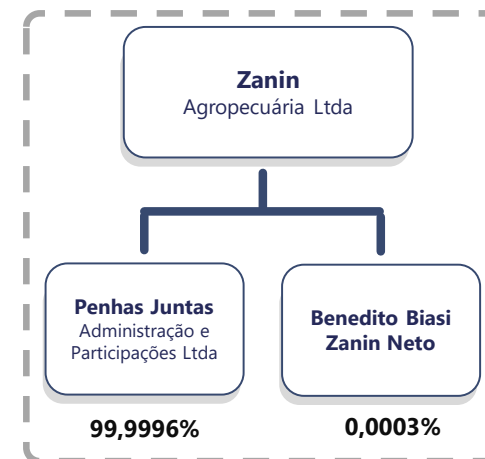 Zanin
Agropecuária Ltda
Penhas Juntas
Administração e
Participações Ltda
Benedito Biasi
Zanin Neto
99,9996%
0,0003%